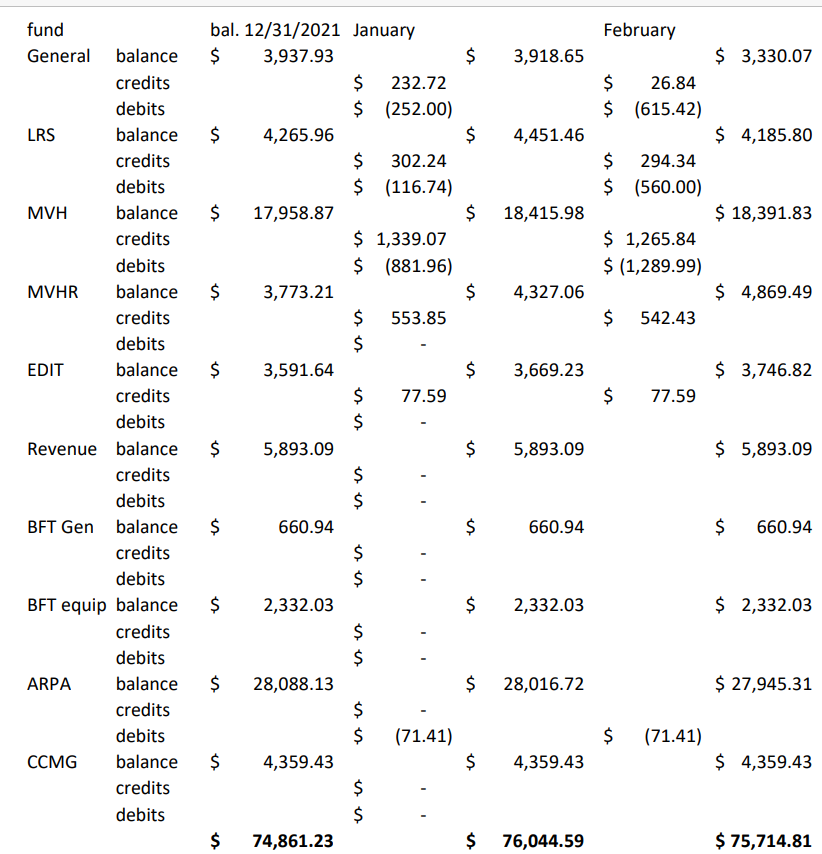 fund bal. 12/31/2021 January February
General balance $ 3,937.93 $ 3,918.65 $ 3,330.07
credits $ 232.72 $ 26.84
debits $ (252.00) $ (615.42)
LRS balance $ 4,265.96 $ 4,451.46 $ 4,185.80
credits $ 302.24 $ 294.34
debits $ (116.74) $ (560.00)
MVH balance $ 17,958.87 $ 18,415.98 $ 18,391.83
credits $ 1,339.07 $ 1,265.84
debits $ (881.96) $ (1,289.99)
MVHR balance $ 3,773.21 $ 4,327.06 $ 4,869.49
credits $ 553.85 $ 542.43
debits $ -
EDIT balance $ 3,591.64 $ 3,669.23 $ 3,746.82
credits $ 77.59 $ 77.59
debits $ -
Revenue balance $ 5,893.09 $ 5,893.09 $ 5,893.09
credits $ -
debits $ -
BFT Gen balance $ 660.94 $ 660.94 $ 660.94
credits $ -
debits $ -
BFT equip balance $ 2,332.03 $ 2,332.03 $ 2,332.03
credits $ -
debits $ -
ARPA balance $ 28,088.13 $ 28,016.72 $ 27,945.31
credits $ -
debits $ (71.41) $ (71.41)
CCMG balance $ 4,359.43 $ 4,359.43 $ 4,359.43
credits $ -
debits $ -
$ 74,861.23 $ 76,044.59 $ 75,714.81